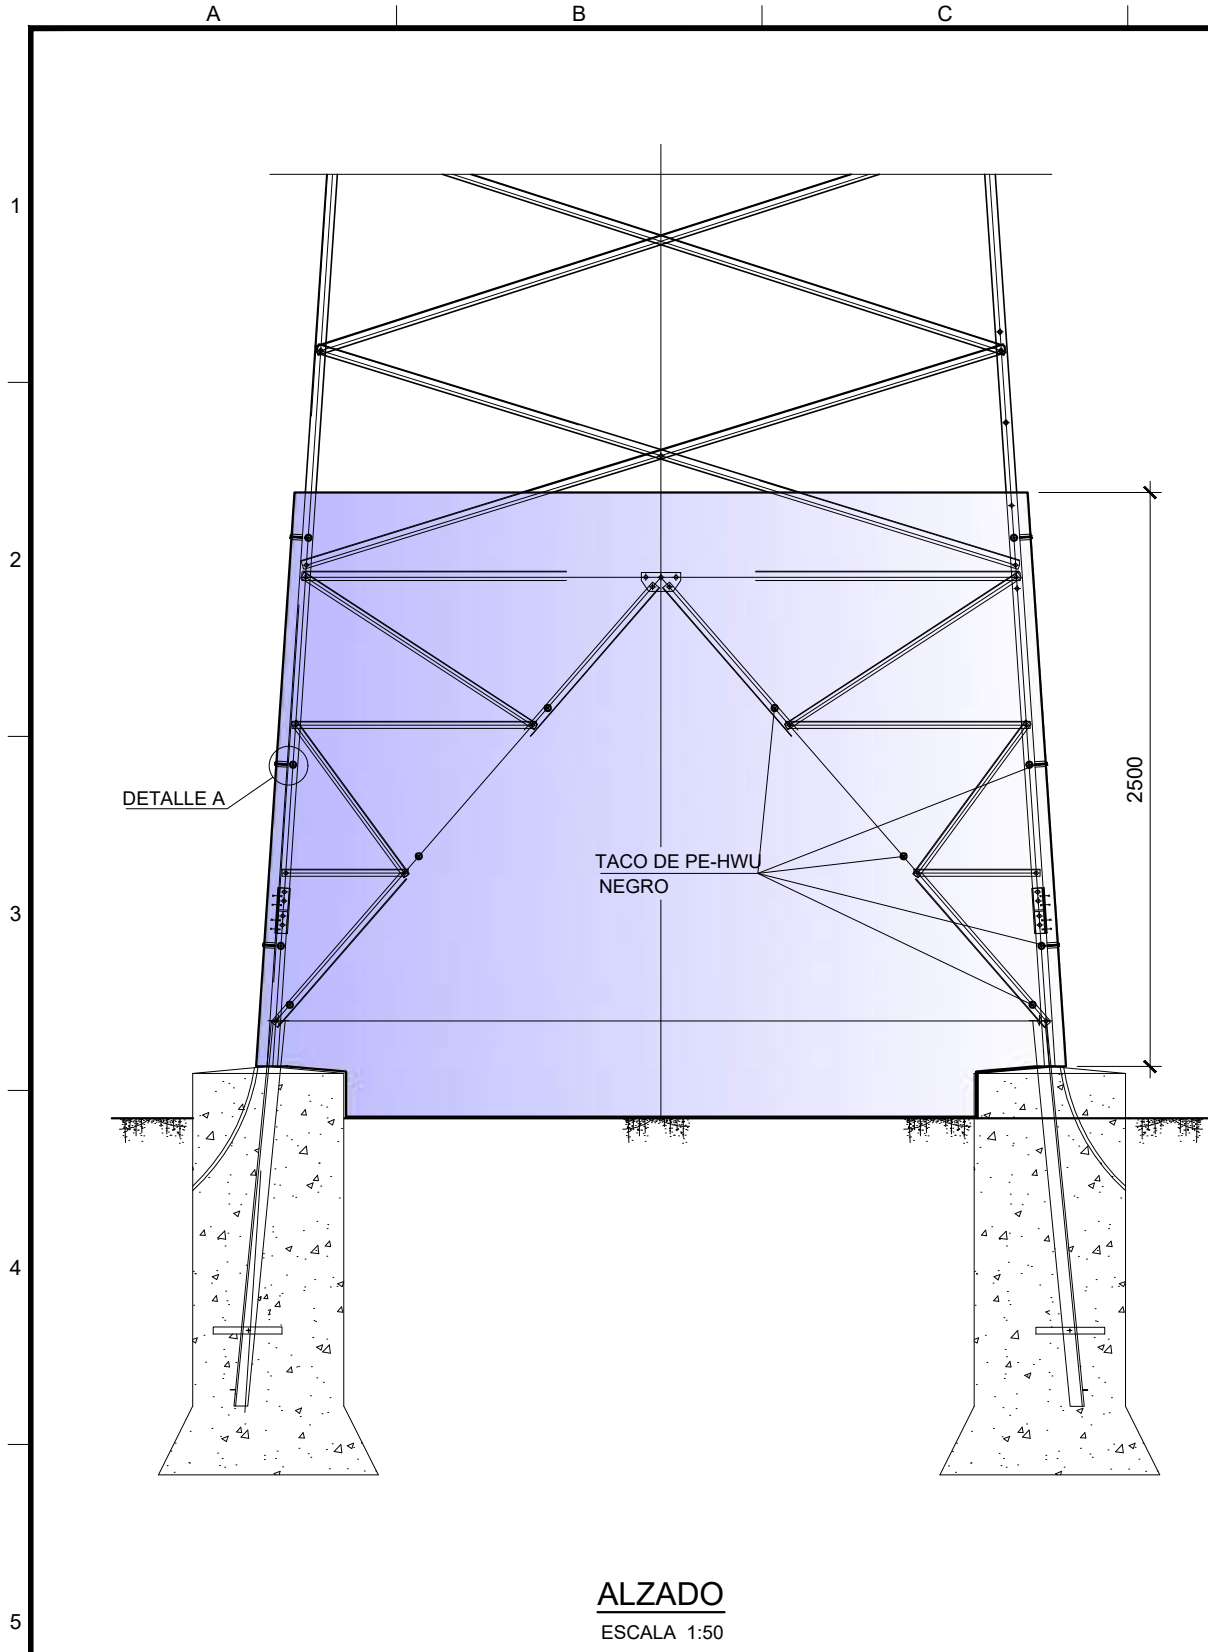 A B C
1
2
DETALLE A
2500
TACO DE PE-HWU
NEGRO
3
4
5
ALZADO
ESCALA 1:50